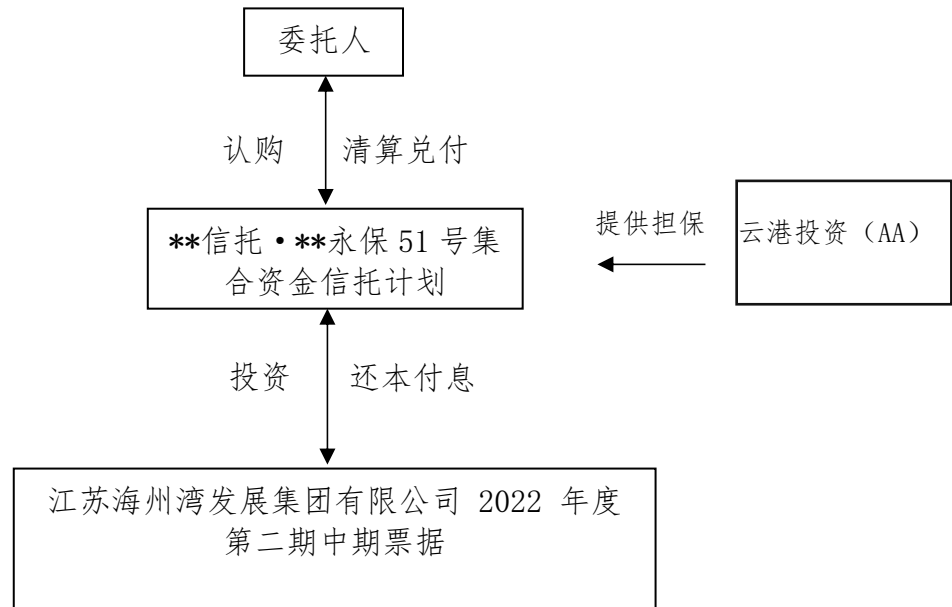 委托人
认购 清算兑付
**信托·**永保 51 号集
合资金信托计划
提供担保
云港投资（AA）
投资 还本付息
江苏海州湾发展集团有限公司 2022 年度
第二期中期票据